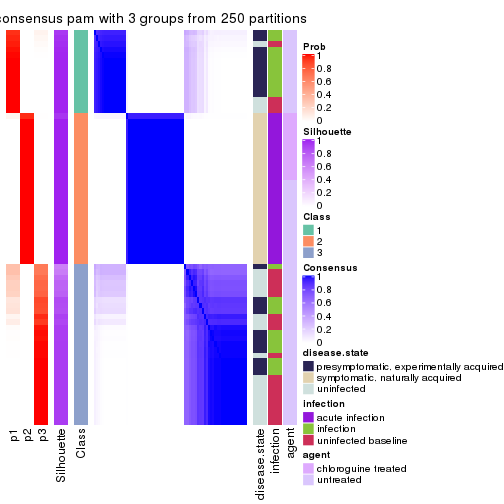 consensus pam with 3 groups from 250 partitions
Prob
1
0.8
0.6
0.4
0.2
0
Silhouette
1
0.8
0.6
0.4
0.2
0
Class
1
2
3
Consensus
1
0.8
0.6
0.4
0.2
0
disease.state
presymptomatic. experimentally acquired
symptomatic. naturally acquired
uninfected
infection
acute infection
infection
uninfected baseline
agent
chloroguine treated
untreated
p1
p2
p3
Silhouette
Class
disease.state
infection
agent